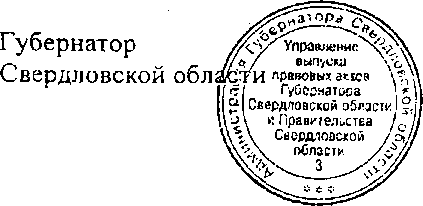 Губернатор
Свердловской области
Администрация Губернатора Свердловской области
Управление
выпуска
правовых актов
Губернатора
Свердловской области
и Правительства
Свердловской
области
3
* * *